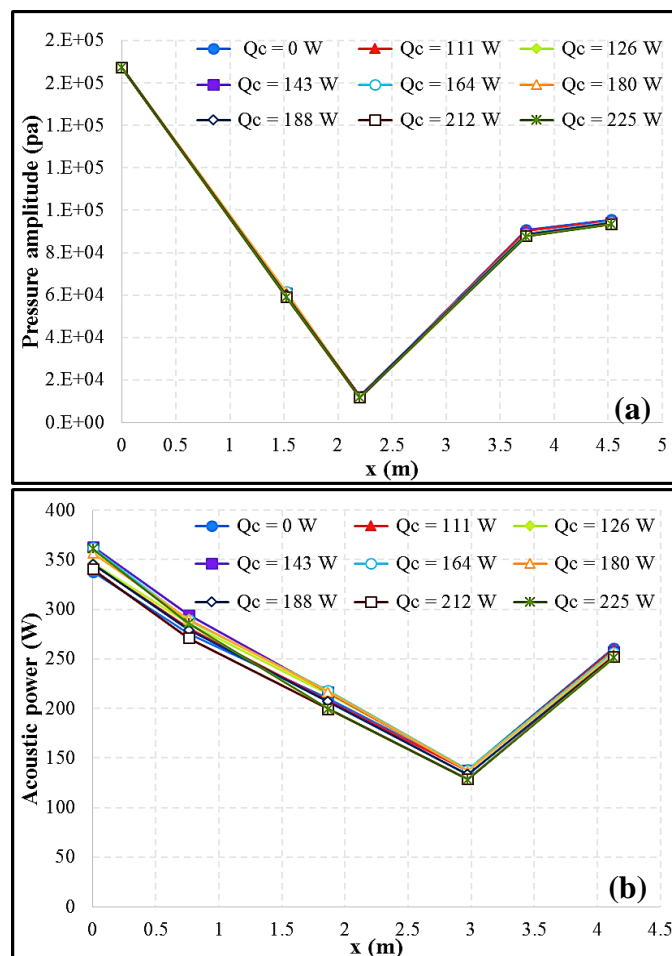 2.E+05 Qc = 0 W Qc = 111 W Qc = 126 W
2.E+05 Qc = 143 W Qc = 164 W Qc = 180 W
1.E+05 Qc = 188 W Qc = 212 W Qc = 225 W
1.E+05
8.E+04
6.E+04
4.E+04
2.E+04
0.E+00
Pressure amplitude (pa)
(a)
0 0.5 1 1.5 2 2.5 3 3.5 4 4.5 5
x (m)
400 Qc = 0 W Qc = 111 W Qc = 126 W
350 Qc = 143 W Qc = 164 W Qc = 180 W
300 Qc = 188 W Qc = 212 W Qc = 225 W
250
200
150
100
50
0
Acoustic power (W)
(b)
0 0.5 1 1.5 2 2.5 3 3.5 4 4.5
x (m)